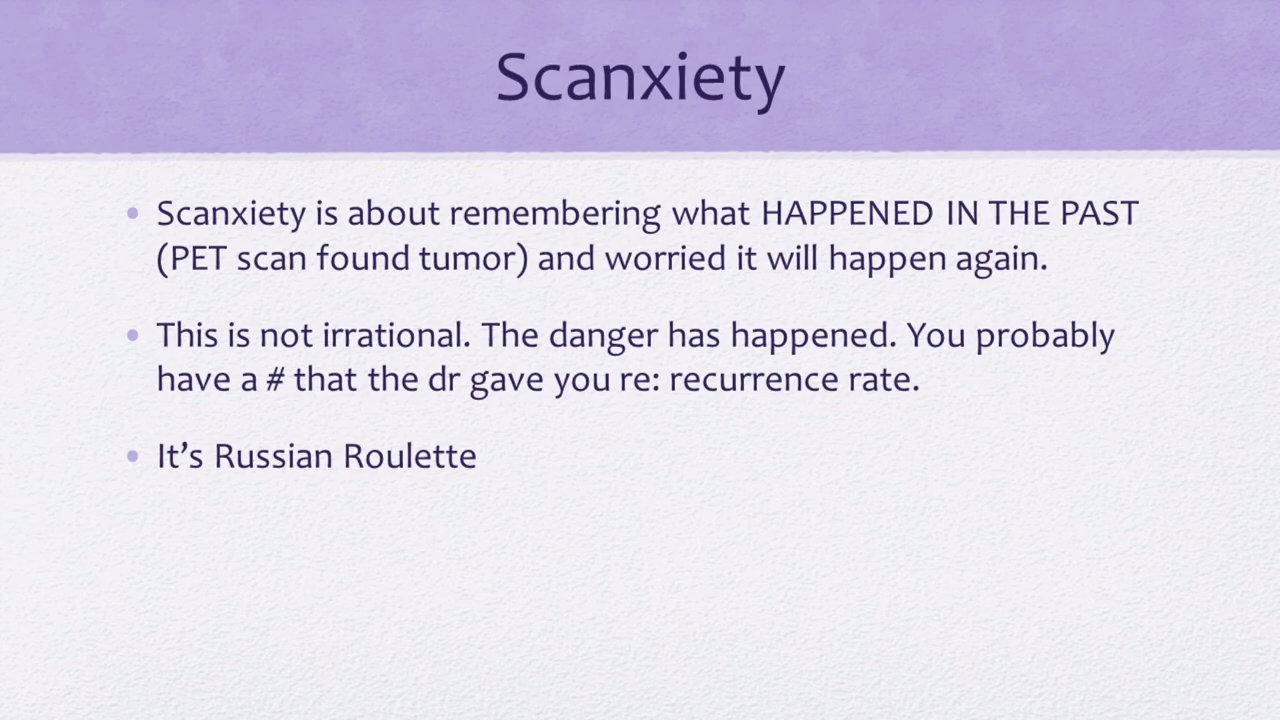 Scanxiety
• Scanxiety is about remembering what HAPPENED IN THE PAST
(PET scan found tumor) and worried it will happen again.
• This is not irrational. The danger has happened. You probably
have a # that the dr gave you re: recurrence rate.
• It’s Russian Roulette